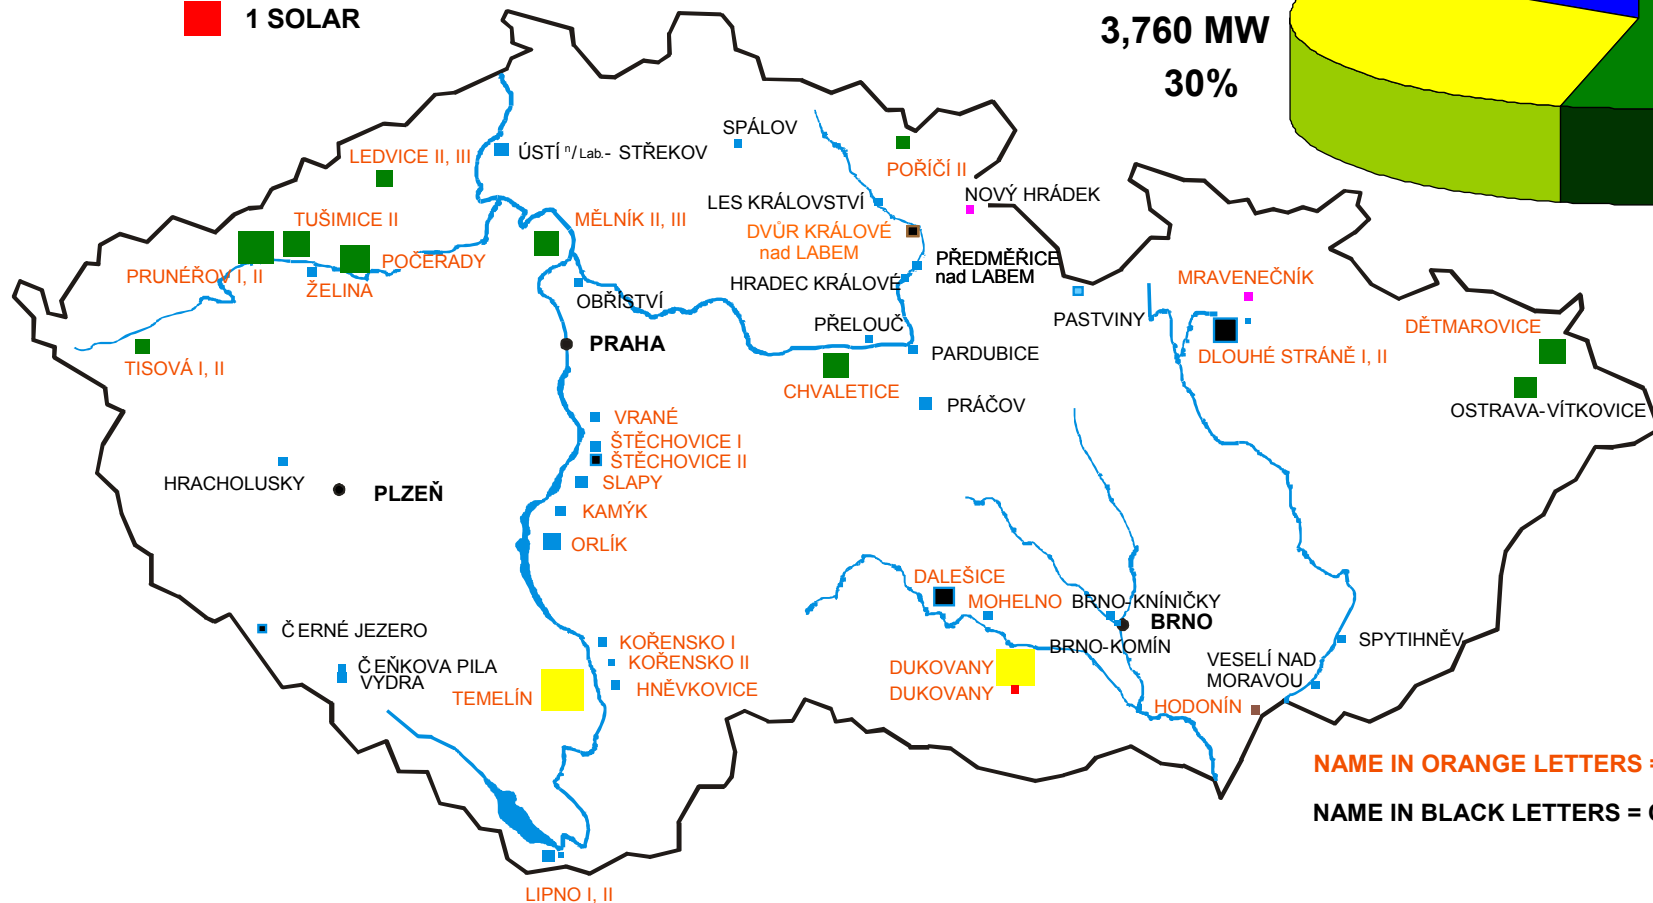 1 SOLAR
3,760 MW
30%
SPÁLOV
ÚSTÍ n/Lab.- STŘEKOV
LEDVICE II, III
POŘÍČÍ II
NOVÝ HRÁDEK
LES KRÁLOVSTVÍ
TUŠIMICE II
MĚLNÍK II, III
DVŮR KRÁLOVÉ
nad LABEM
PRUNÉŘOV I, II
POČERADY
PŘEDMĚŘICE
nad LABEM
ŽELINA
HRADEC KRÁLOVÉ
MRAVENEČNÍK
OBŘÍSTVÍ
PASTVINY
PŘELOUČ
DĚTMAROVICE
PRAHA
PARDUBICE
DLOUHÉ STRÁNĚ I, II
TISOVÁ I, II
CHVALETICE
PRÁČOV
OSTRAVA-VÍTKOVICE
VRANÉ
ŠTĚCHOVICE I
ŠTĚCHOVICE II
HRACHOLUSKY
PLZEŇ
SLAPY
KAMÝK
ORLÍK
DALEŠICE
MOHELNO
BRNO-KNÍNIČKY
BRNO
ČERNÉ JEZERO
KOŘENSKO I
BRNO-KOMÍN
SPYTIHNĚV
KOŘENSKO II
ČEŇKOVA PILA
VYDRA
DUKOVANY
VESELÍ NAD
MORAVOU
HNĚVKOVICE
TEMELÍN
DUKOVANY
HODONÍN
NAME IN ORANGE LETTERS =
NAME IN BLACK LETTERS =
LIPNO I, II